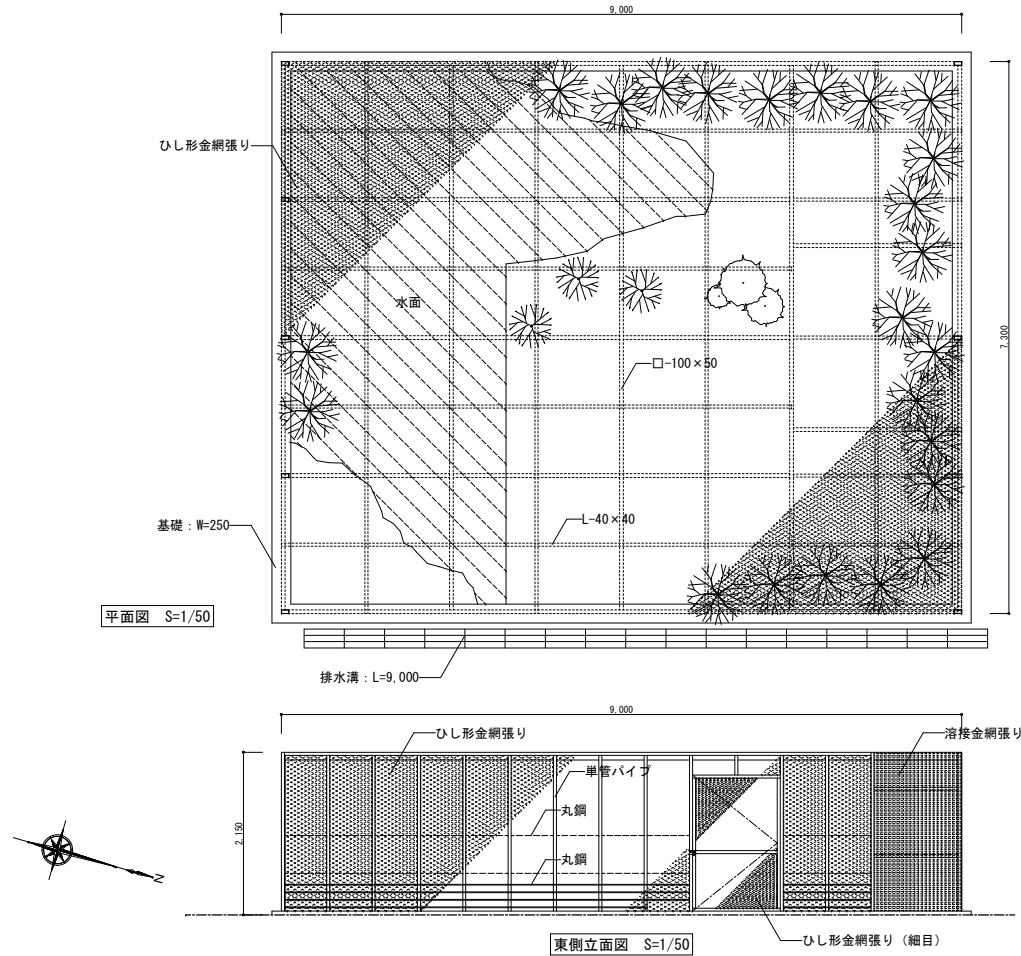 9,000
ひし形金網張り
水面
7,300
口-100×50
L-40×40
基礎：W=250
平面図 S=1/50
排水溝：L=9,000
9,000
ひし形金網張り
溶接金網張り
単管パイプ
丸鋼
2,150
丸鋼
N
ひし形金網張り（細目）
東側立面図 S=1/50